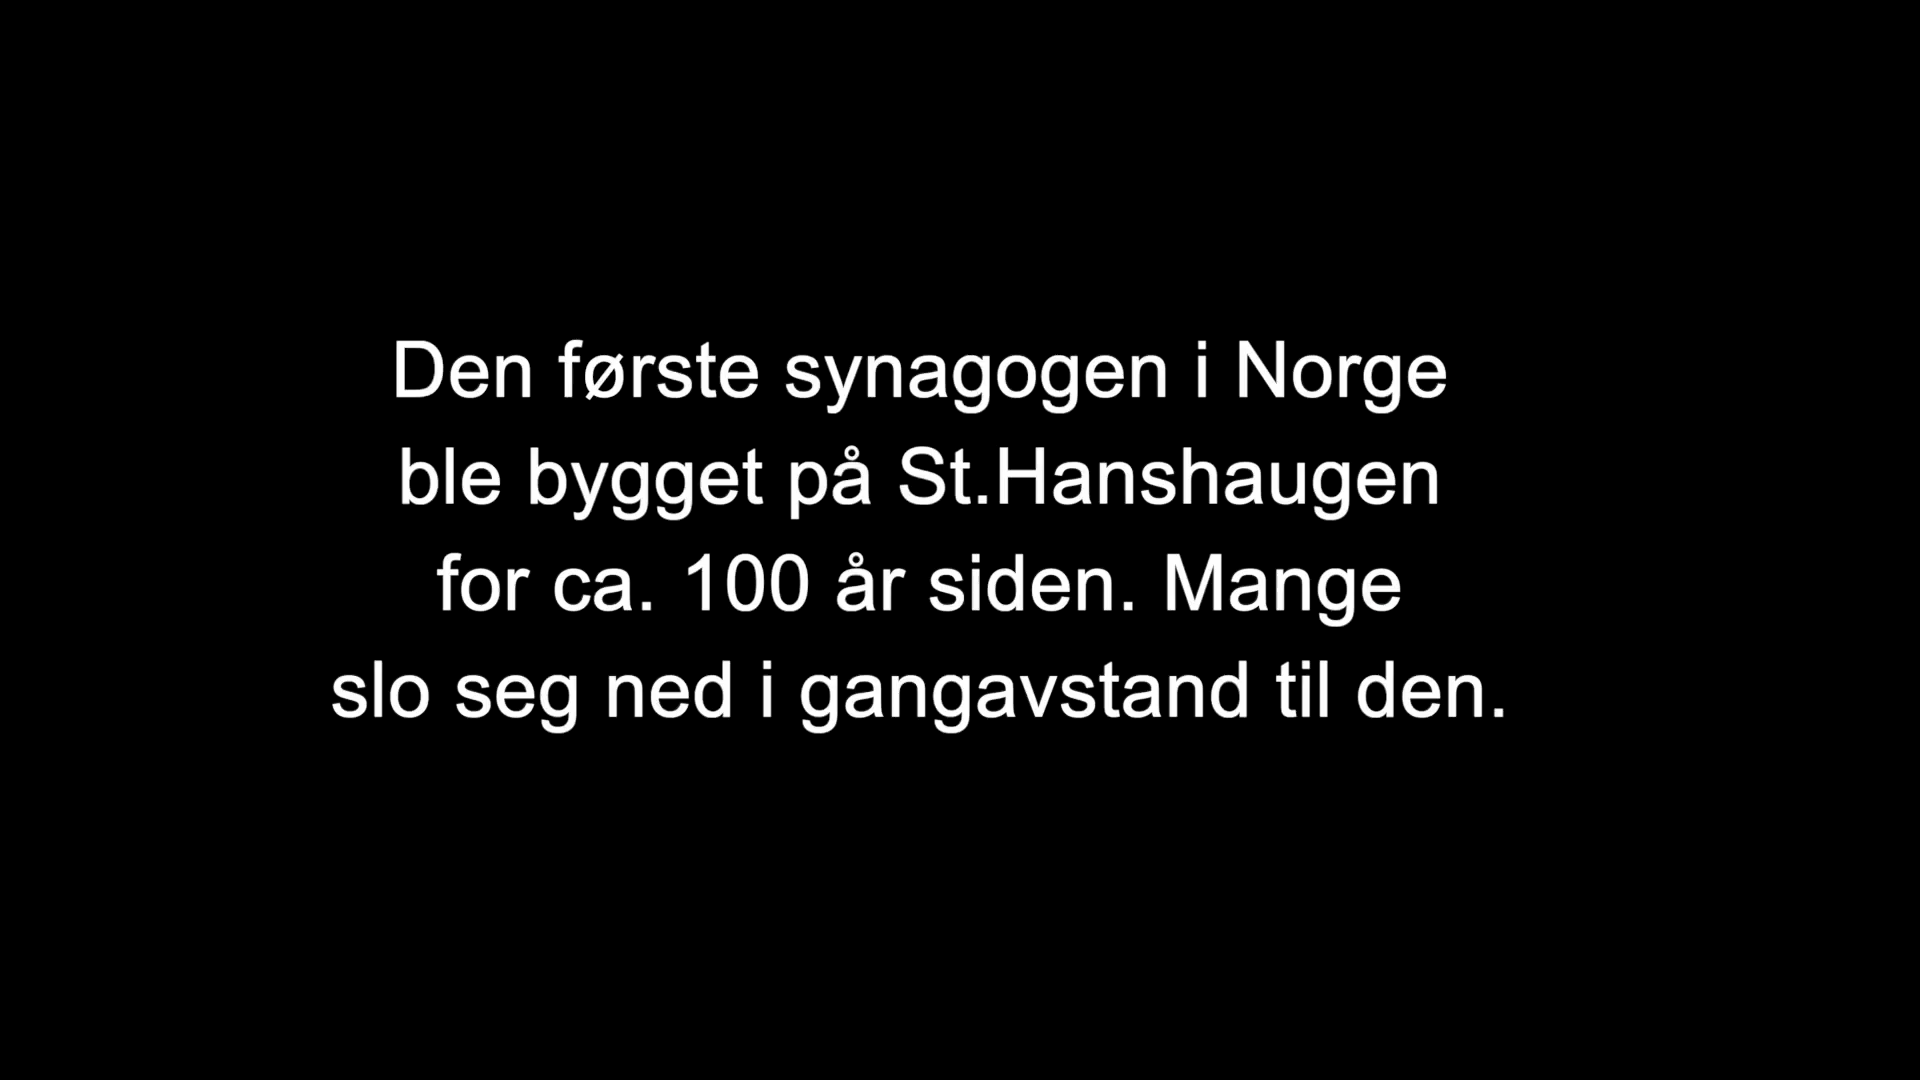 Den første synagogen i Norge
ble bygget på St.Hanshaugen
for ca. 100 år siden. Mange
slo seg ned i gangavstand til den.